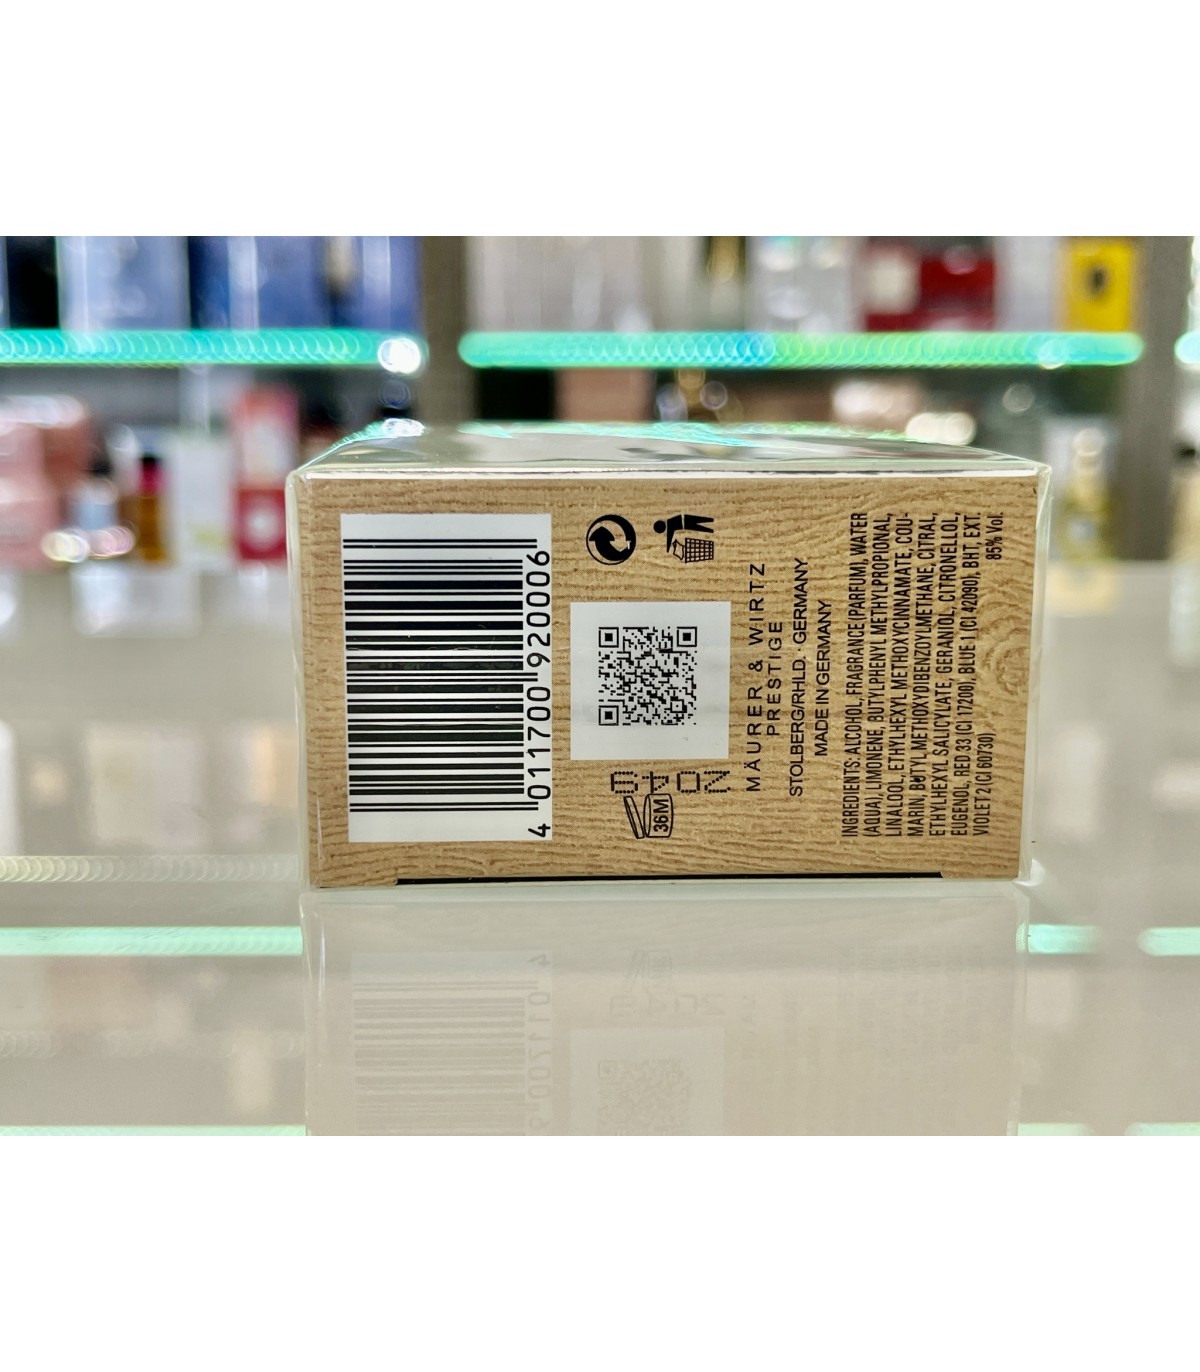 4 011700 920006
36M
MÄURER & WIRTZ
PRESTIGE
STOLBERG/RHLD. · GERMANY
MADE IN GERMANY
INGREDIENTS: ALCOHOL, FRAGRANCE (PARFUM), WATER
(AQUA), LIMONENE, BUTYLPHENYL METHYLPROPIONAL,
LINALOOL, ETHYLHEXYL METHOXYCINNAMATE, COU-
MARIN, BUTYL METHOXYDIBENZOYLMETHANE, CITRAL,
ETHYLHEXYL SALICYLATE, GERANIOL, CITRONELLOL,
EUGENOL, RED 33 (CI 17200), BLUE 1 (CI 42090), BHT, EXT.
VIOLET 2 (CI 60730)
85% Vol.